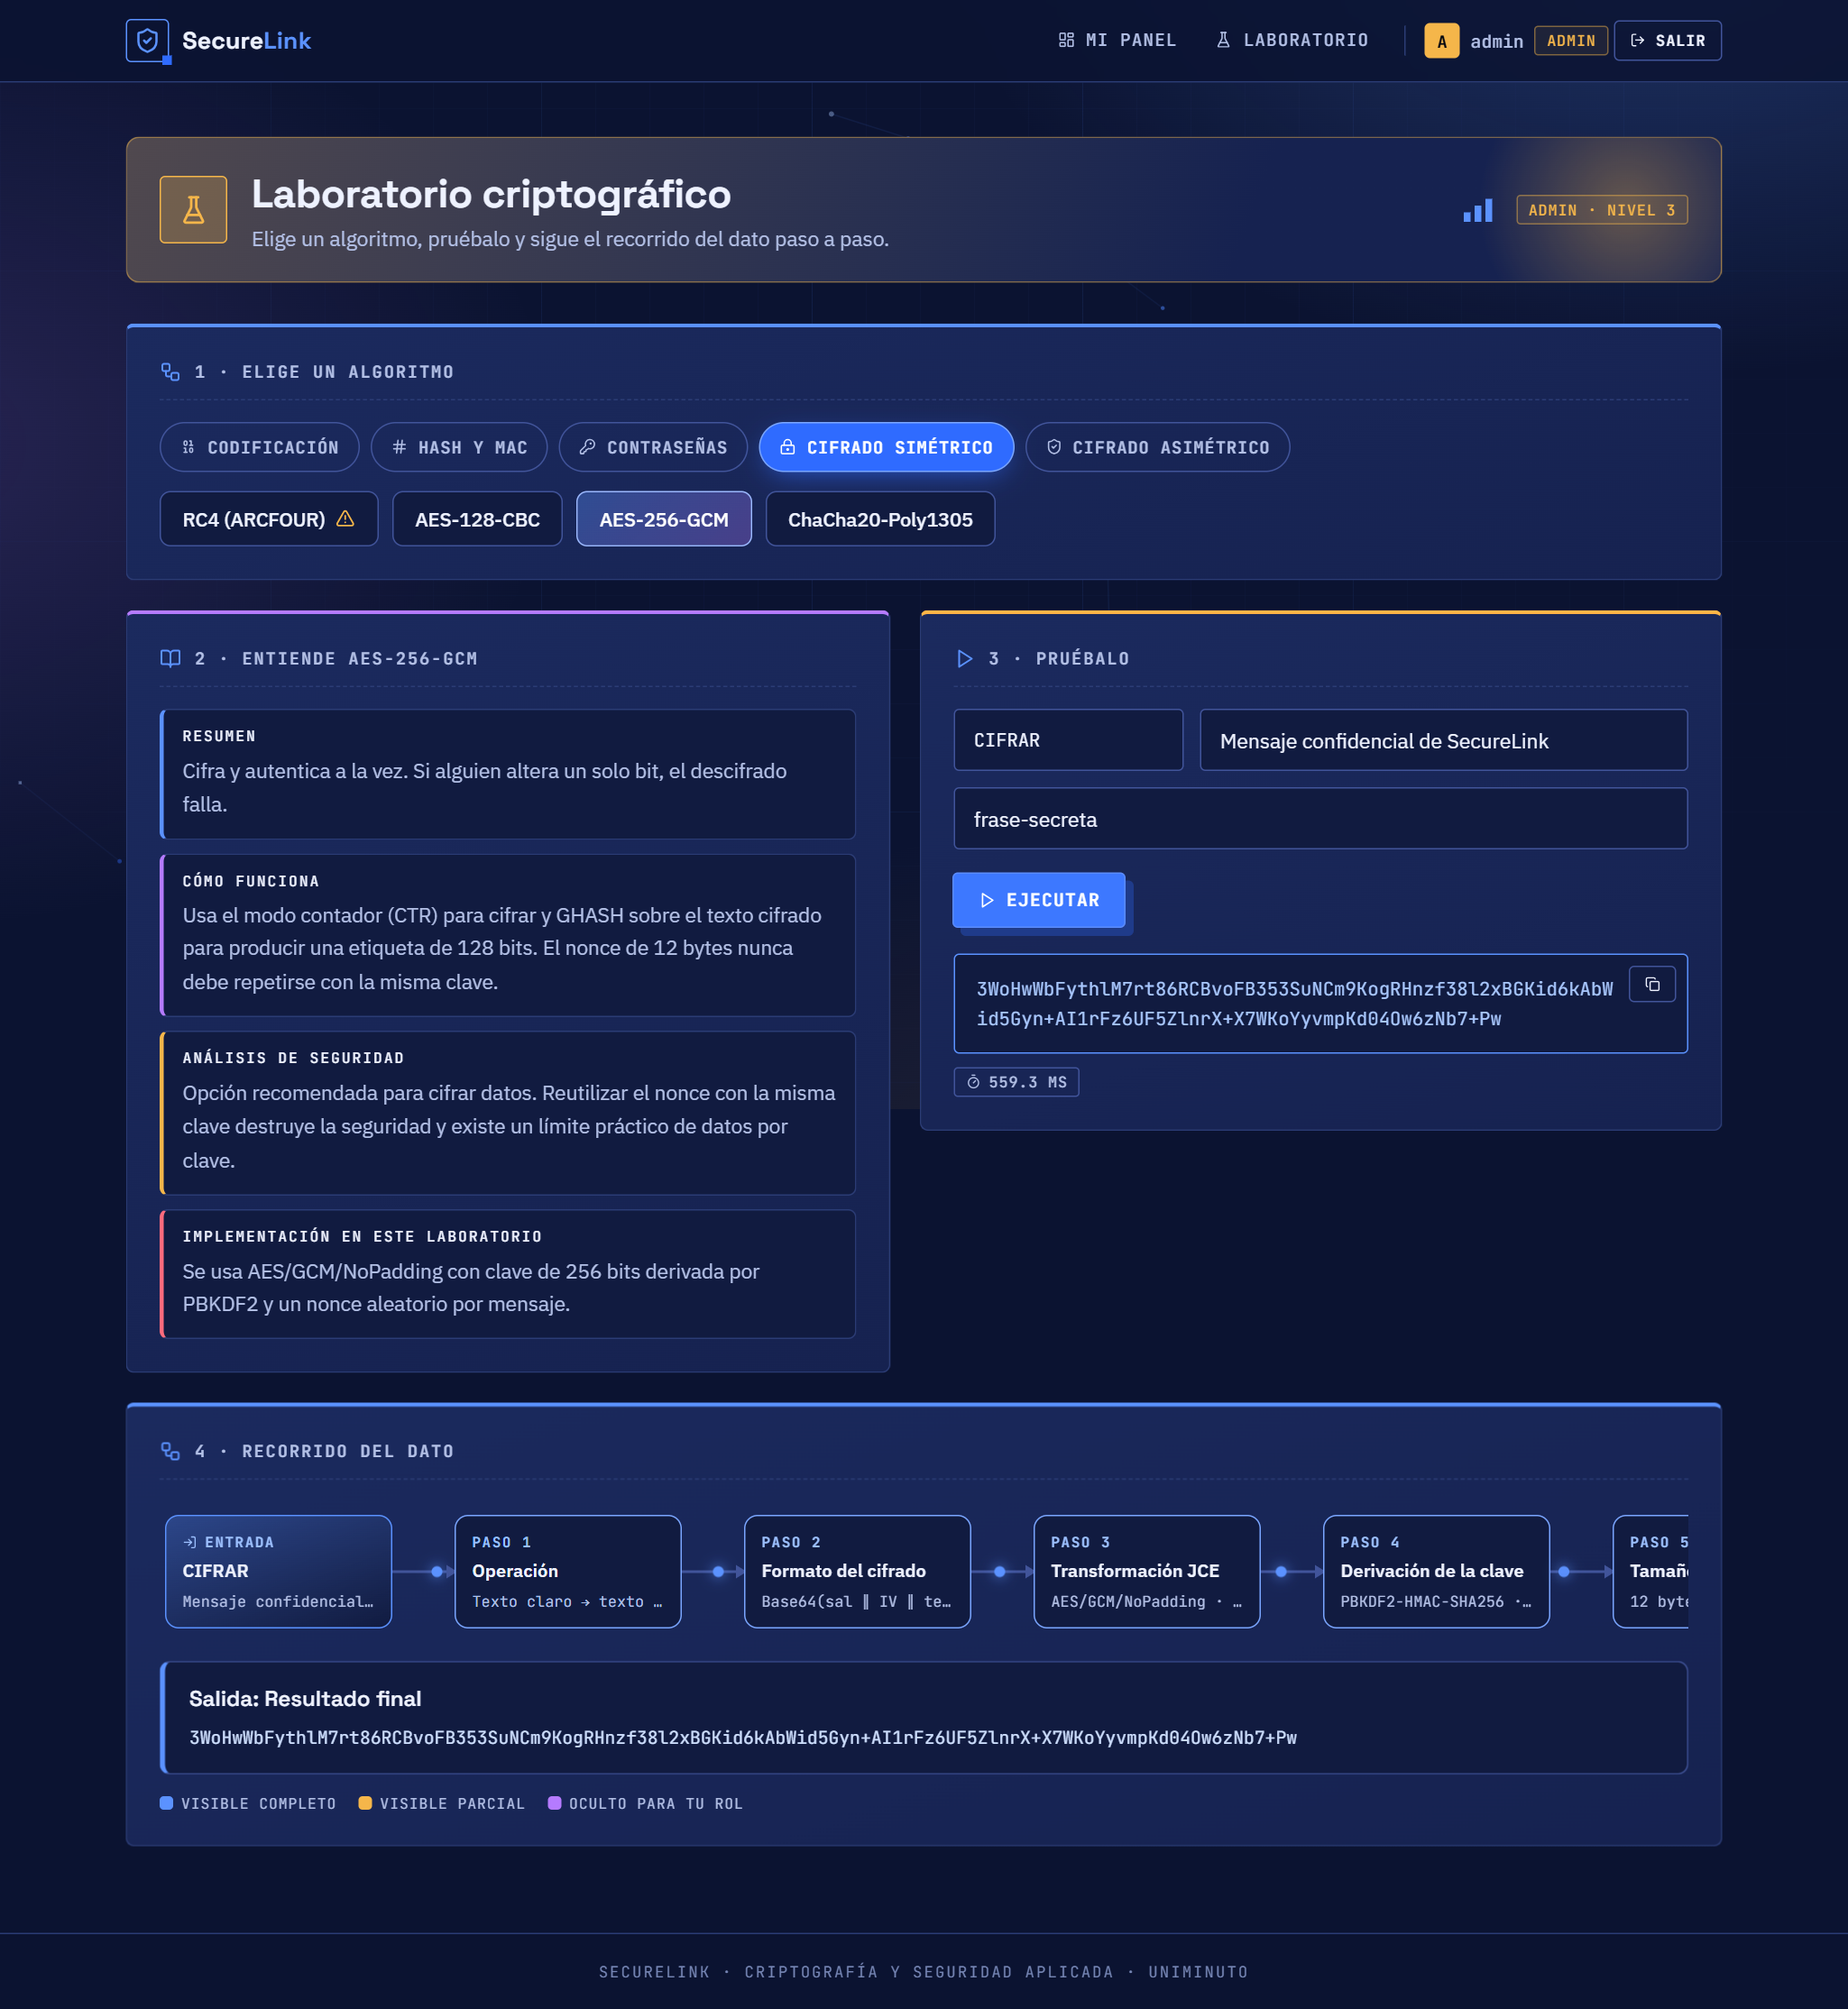 SecureLink
MI PANEL
LABORATORIO
A
admin
ADMIN
SALIR
Laboratorio criptográfico
Elige un algoritmo, pruébalo y sigue el recorrido del dato paso a paso.
ADMIN · NIVEL 3
1 · ELIGE UN ALGORITMO
CODIFICACIÓN
HASH Y MAC
CONTRASEÑAS
CIFRADO SIMÉTRICO
CIFRADO ASIMÉTRICO
RC4 (ARCFOUR)
AES-128-CBC
AES-256-GCM
ChaCha20-Poly1305
2 · ENTIENDE AES-256-GCM
RESUMEN
Cifra y autentica a la vez. Si alguien altera un solo bit, el descifrado
falla.
CÓMO FUNCIONA
Usa el modo contador (CTR) para cifrar y GHASH sobre el texto cifrado
para producir una etiqueta de 128 bits. El nonce de 12 bytes nunca
debe repetirse con la misma clave.
ANÁLISIS DE SEGURIDAD
Opción recomendada para cifrar datos. Reutilizar el nonce con la misma
clave destruye la seguridad y existe un límite práctico de datos por
clave.
IMPLEMENTACIÓN EN ESTE LABORATORIO
Se usa AES/GCM/NoPadding con clave de 256 bits derivada por
PBKDF2 y un nonce aleatorio por mensaje.
3 · PRUÉBALO
CIFRAR
Mensaje confidencial de SecureLink
frase-secreta
EJECUTAR
3WoHwWbFythlM7rt86RCBvoFB353SuNCm9KogRHnzf38l2xBGKid6kAbW
id5Gyn+AI1rFz6UF5ZlnrX+X7WKoYyvmpKd04Ow6zNb7+Pw
559.3 MS
4 · RECORRIDO DEL DATO
ENTRADA
CIFRAR
Mensaje confidencial…
PASO 1
Operación
Texto claro → texto …
PASO 2
Formato del cifrado
Base64(sal ‖ IV ‖ te…
PASO 3
Transformación JCE
AES/GCM/NoPadding · …
PASO 4
Derivación de la clave
PBKDF2-HMAC-SHA256 ·…
PASO 5
Tamañ
12 byt
Salida: Resultado final
3WoHwWbFythlM7rt86RCBvoFB353SuNCm9KogRHnzf38l2xBGKid6kAbWid5Gyn+AI1rFz6UF5ZlnrX+X7WKoYyvmpKd04Ow6zNb7+Pw
VISIBLE COMPLETO
VISIBLE PARCIAL
OCULTO PARA TU ROL
SECURELINK · CRIPTOGRAFÍA Y SEGURIDAD APLICADA · UNIMINUTO